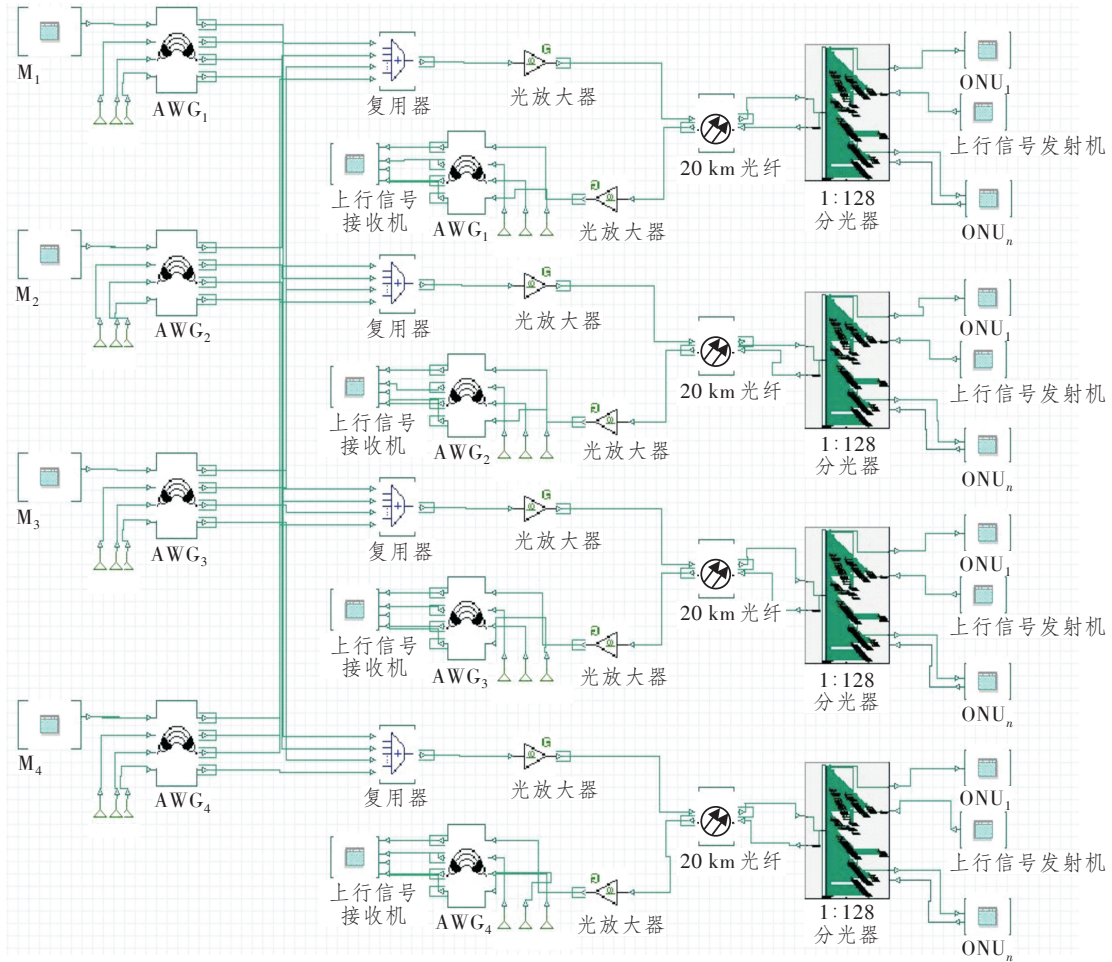 M₁
AWG₁
复用器
G
光放大器
20 km 光纤
1:128
分光器
ONU₁
上行信号发射机
ONUₙ
上行信号
接收机
AWG₁
G
光放大器
M₂
AWG₂
复用器
G
光放大器
20 km 光纤
1:128
分光器
ONU₁
上行信号发射机
ONUₙ
上行信号
接收机
AWG₂
G
光放大器
M₃
AWG₃
复用器
G
光放大器
20 km 光纤
1:128
分光器
ONU₁
上行信号发射机
ONUₙ
上行信号
接收机
AWG₃
G
光放大器
M₄
AWG₄
复用器
G
光放大器
20 km 光纤
1:128
分光器
ONU₁
上行信号发射机
ONUₙ
上行信号
接收机
AWG₄
G
光放大器